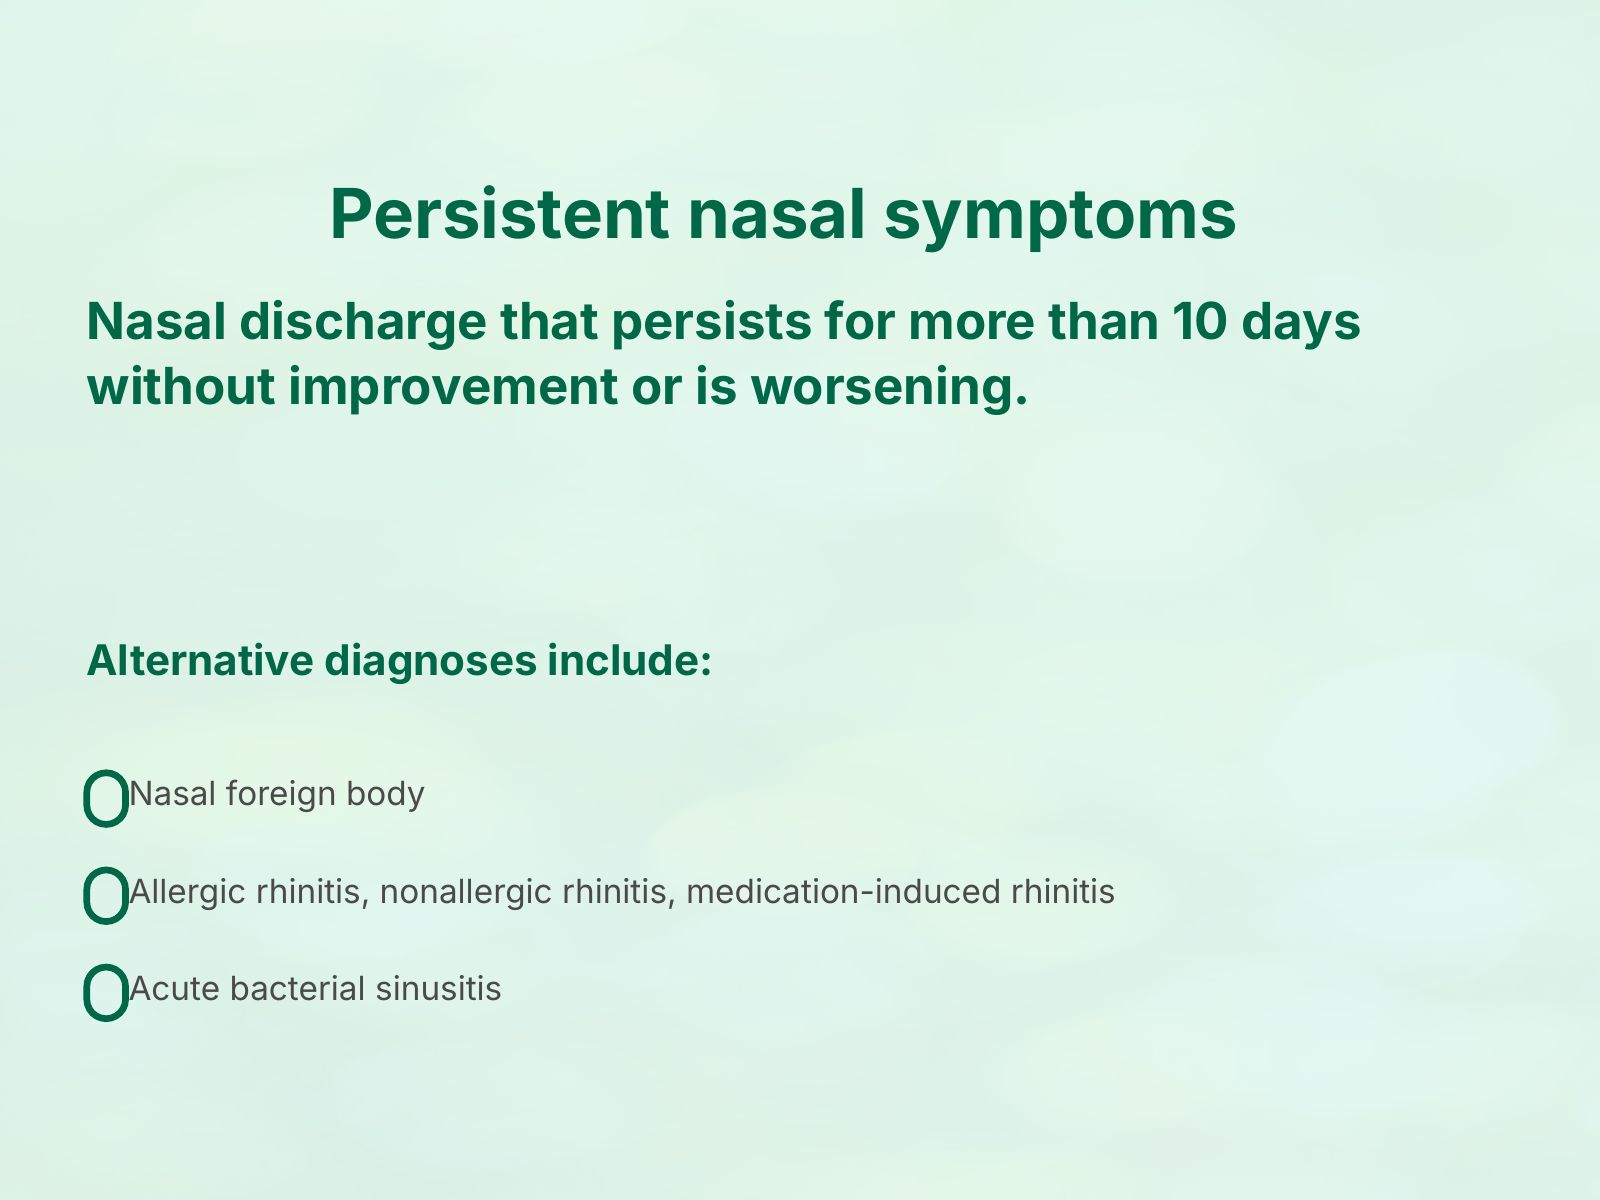 Persistent nasal symptoms
Nasal discharge that persists for more than 10 days
without improvement or is worsening.
Alternative diagnoses include:
Nasal foreign body
Allergic rhinitis, nonallergic rhinitis, medication-induced rhinitis
Acute bacterial sinusitis